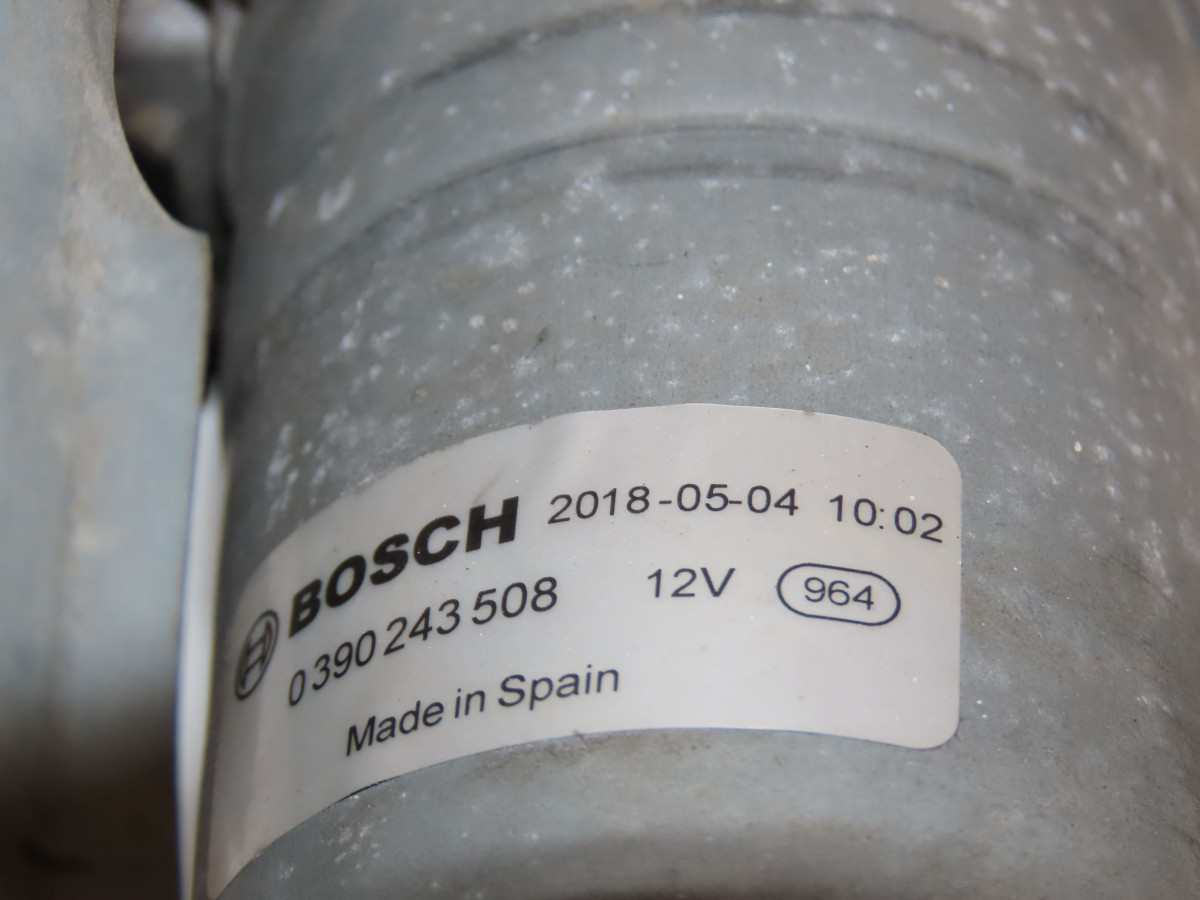 BOSCH 2018-05-04 10:02
0 390 243 508 12V 964
Made in Spain